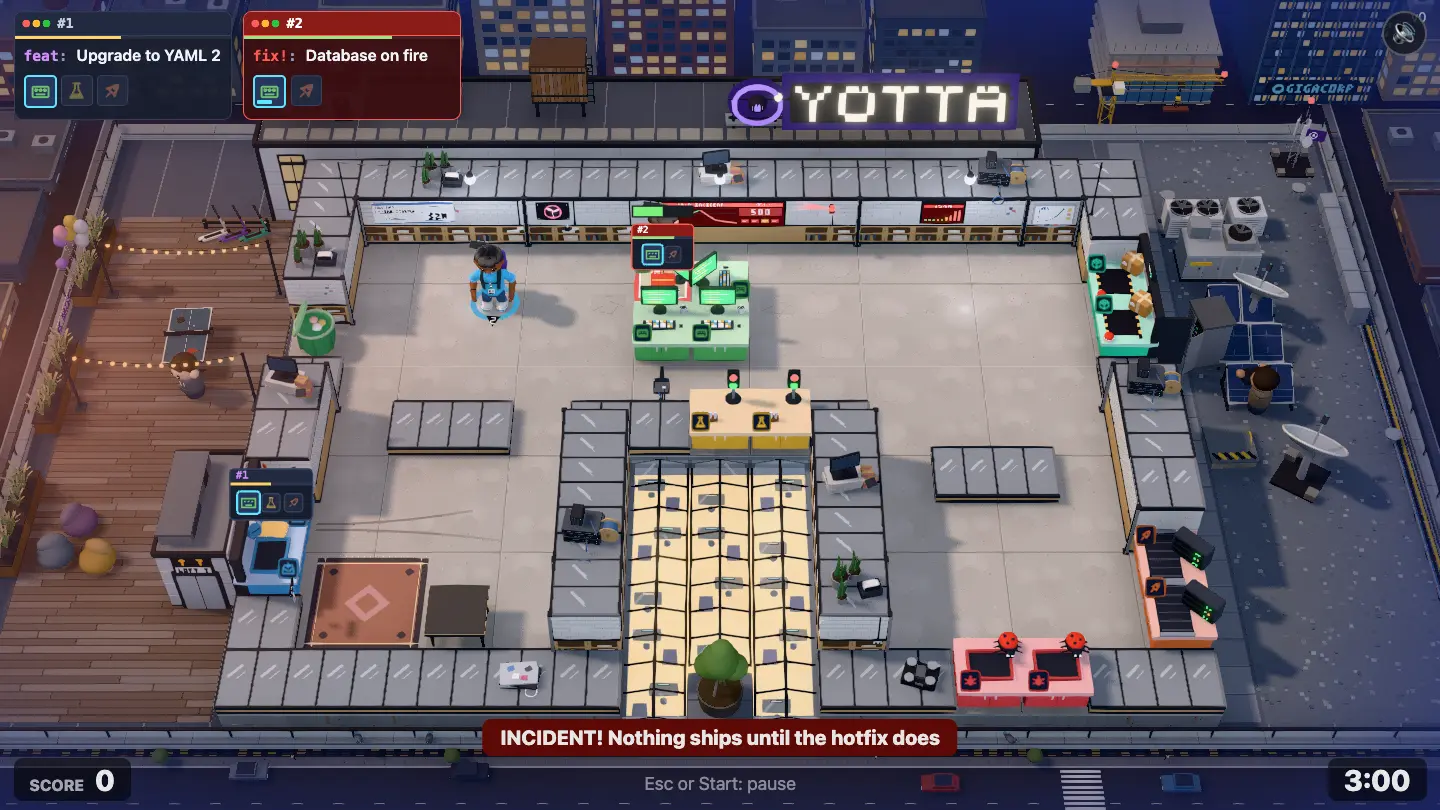 #1
feat: Upgrade to YAML 2
#2
fix!: Database on fire
YOTTA
GIGACORP
500
#2
#1
INCIDENT! Nothing ships until the hotfix does
SCORE 0
Esc or Start: pause
3:00